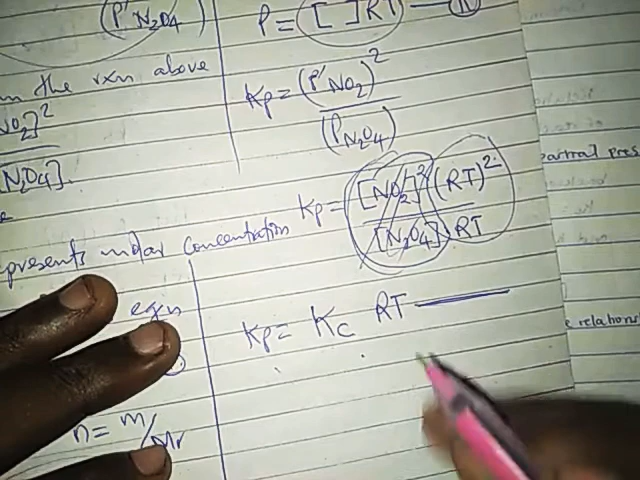 (P'N₂O₄)
m the rxn above
NO₂]²
[N₂O₄].
presents molar Concentration
eqn
n = m/Mr
P = [ ]RT
Kp = (P'NO₂)²
(PN₂O₄)
Kp = [NO₂]² (RT)²
[N₂O₄] RT
Kp = Kc RT
partial pres
relations